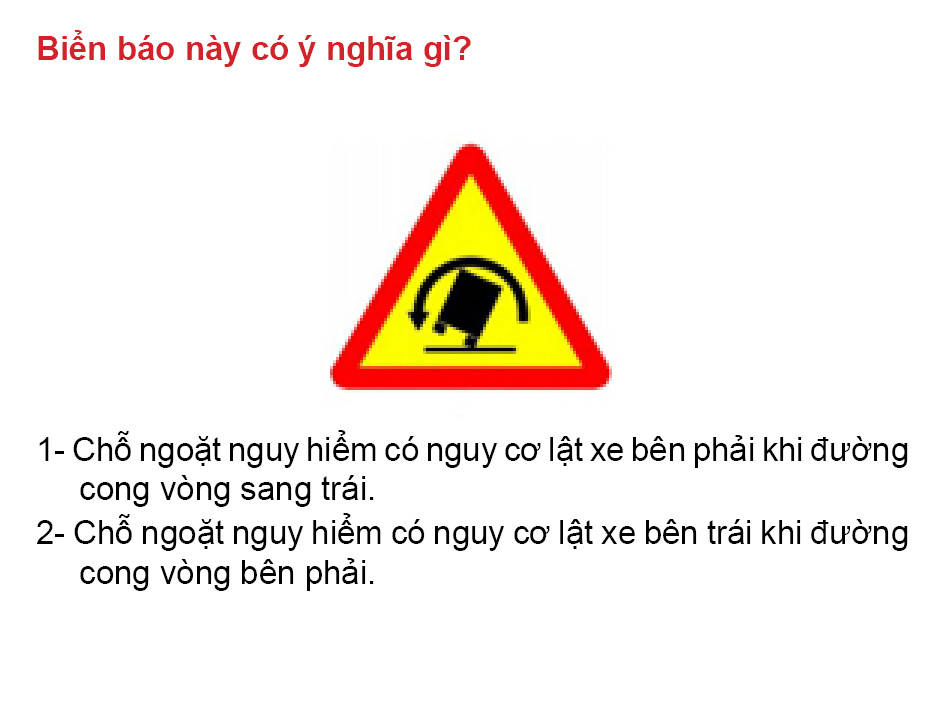 Biển báo này có ý nghĩa gì?
1- Chỗ ngoặt nguy hiểm có nguy cơ lật xe bên phải khi đường
cong vòng sang trái.
2- Chỗ ngoặt nguy hiểm có nguy cơ lật xe bên trái khi đường
cong vòng bên phải.